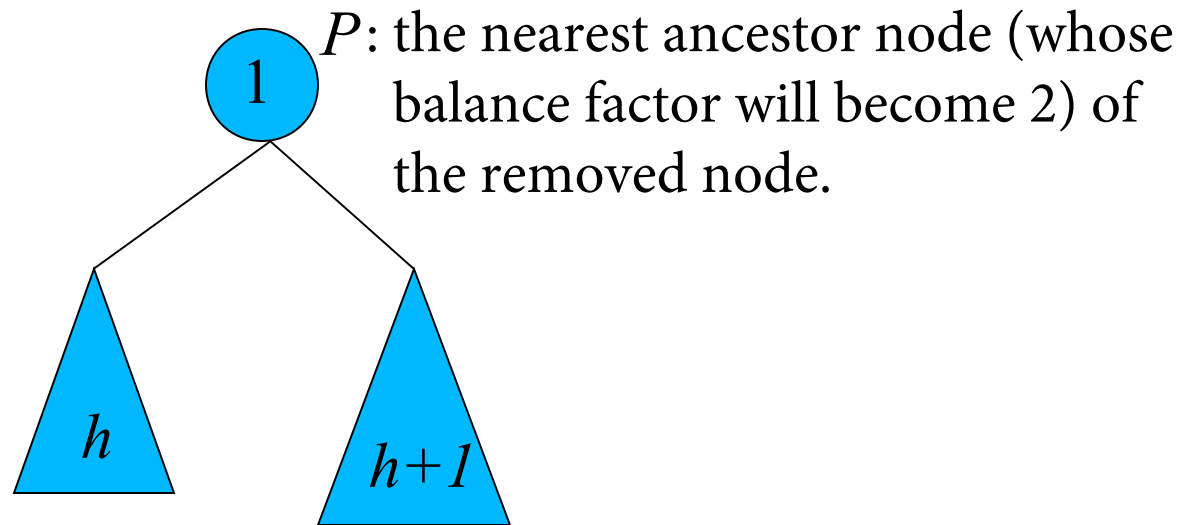 1
P: the nearest ancestor node (whose
balance factor will become 2) of
the removed node.
h
h+1